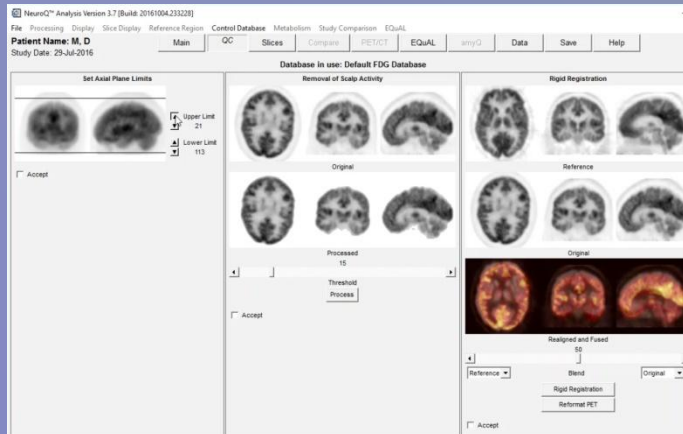 NeuroQ™ Analysis Version 3.7 [Build: 20161004,233228]
File Processing Display Slice Display Reference Region Control Database Metabolism Study Comparison EQuAL
Patient Name: M, D
Study Date: 29-Jul-2016
Main QC Slices Compare PET/CT EQuAL amyQ Data Save Help
Database in use: Default FDG Database
Set Axial Plane Limits
Upper Limit
21
Lower Limit
113
Accept
Removal of Scalp Activity
Original
Processed
15
Threshold
Process
Accept
Rigid Registration
Reference
Original
Realigned and Fused
50
Reference Blend Original
Rigid Registration
Reformat PET
Accept